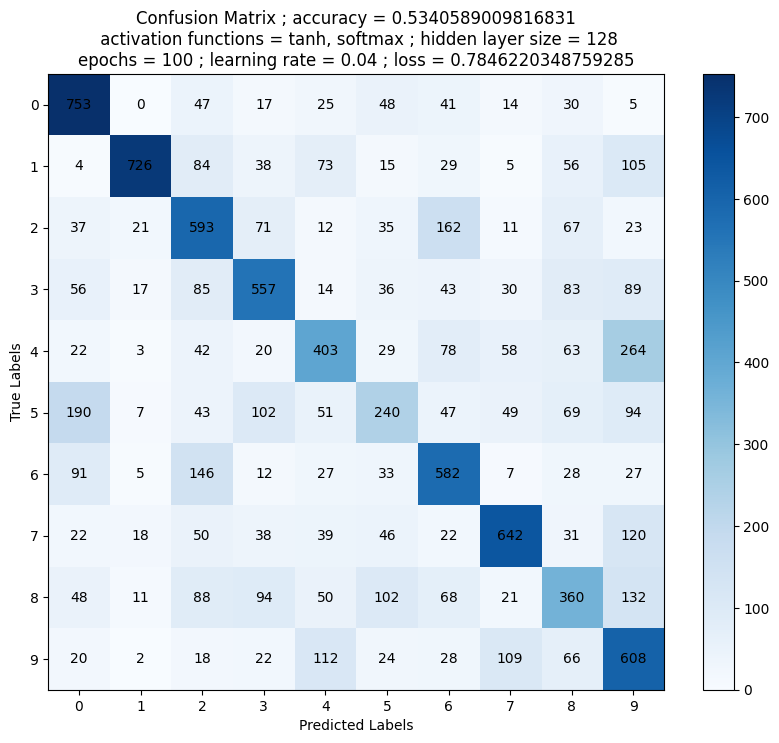 Confusion Matrix ; accuracy = 0.5340589009816831
activation functions = tanh, softmax ; hidden layer size = 128
epochs = 100 ; learning rate = 0.04 ; loss = 0.7846220348759285
0 753 0 47 17 25 48 41 14 30 5
1 4 726 84 38 73 15 29 5 56 105
2 37 21 593 71 12 35 162 11 67 23
3 56 17 85 557 14 36 43 30 83 89
4 22 3 42 20 403 29 78 58 63 264
5 190 7 43 102 51 240 47 49 69 94
6 91 5 146 12 27 33 582 7 28 27
7 22 18 50 38 39 46 22 642 31 120
8 48 11 88 94 50 102 68 21 360 132
9 20 2 18 22 112 24 28 109 66 608
0 1 2 3 4 5 6 7 8 9
Predicted Labels
True Labels
700
600
500
400
300
200
100
0